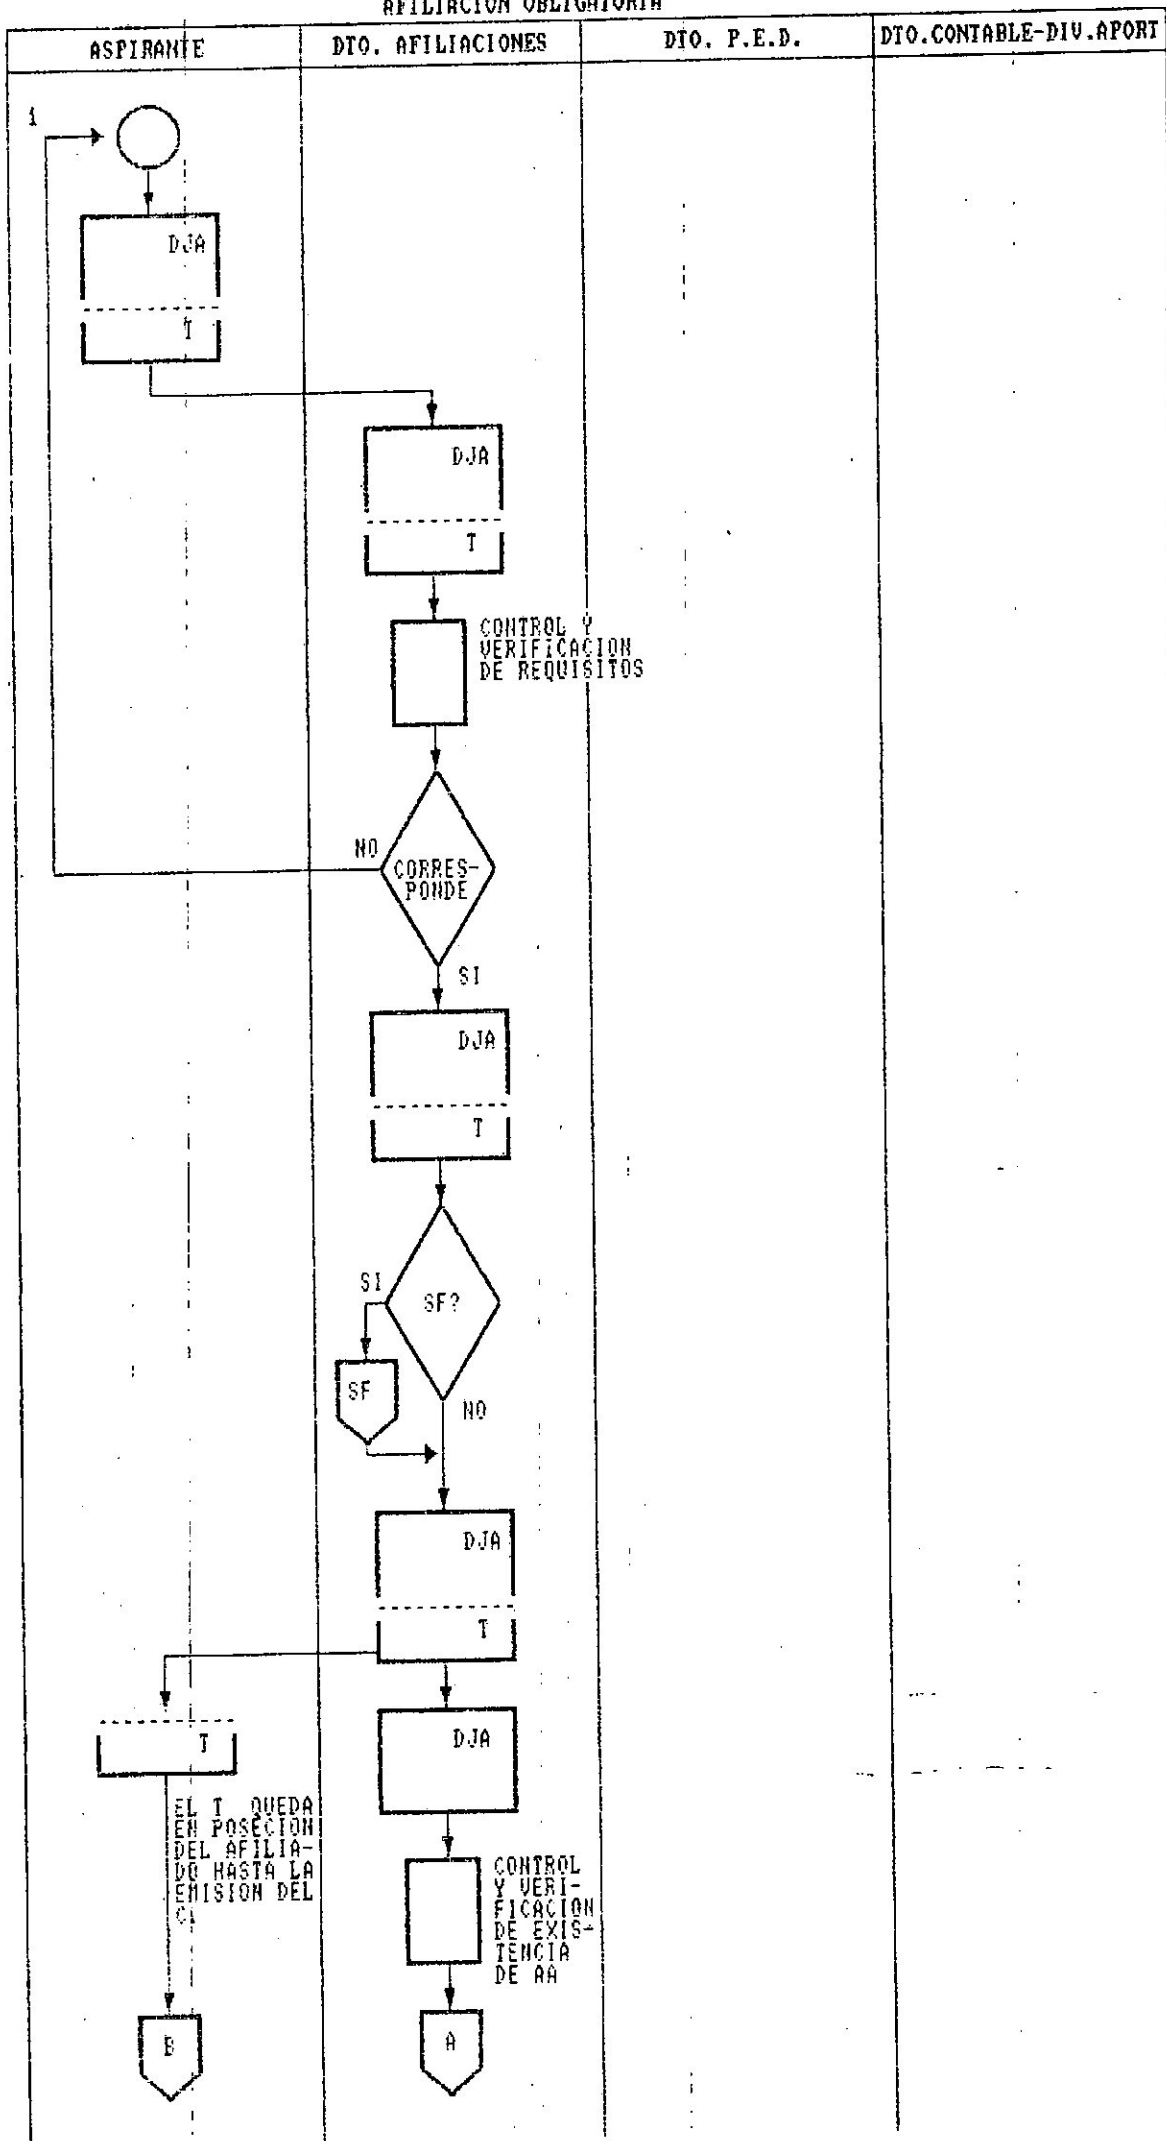 AFILIACION OBLIGATORIA
ASPIRANTE
DTO. AFILIACIONES
DTO. P.E.D.
DTO.CONTABLE-DIV.APORT
1
DJA
T
DJA
T
CONTROL Y
VERIFICACION
DE REQUISITOS
NO
CORRES-
PONDE
SI
DJA
T
SI
SF?
SF
NO
DJA
T
T
DJA
EL T QUEDA
EN POSECION
DEL AFILIA-
DO HASTA LA
EMISION DEL
CONTROL
Y VERI-
FICACION
DE EXIS-
TENCIA
DE AA
B
A